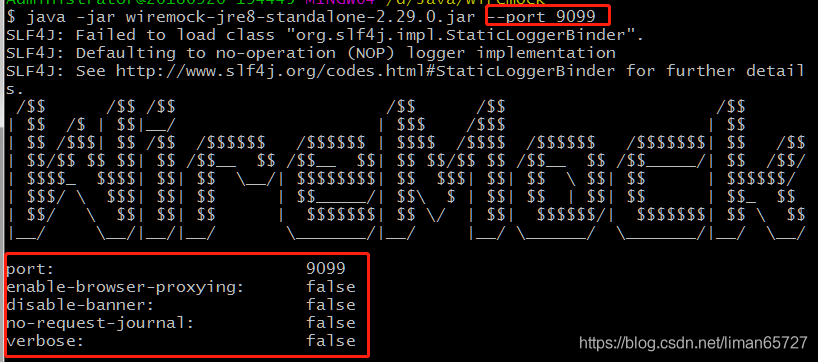 $ java -jar wiremock-jre8-standalone-2.29.0.jar --port 9099
SLF4J: Failed to load class "org.slf4j.impl.StaticLoggerBinder".
SLF4J: Defaulting to no-operation (NOP) logger implementation
SLF4J: See http://www.slf4j.org/codes.html#StaticLoggerBinder for further detail
s.
WireMock
port: 9099
enable-browser-proxying: false
disable-banner: false
no-request-journal: false
verbose: false
https://blog.csdn.net/liman65727